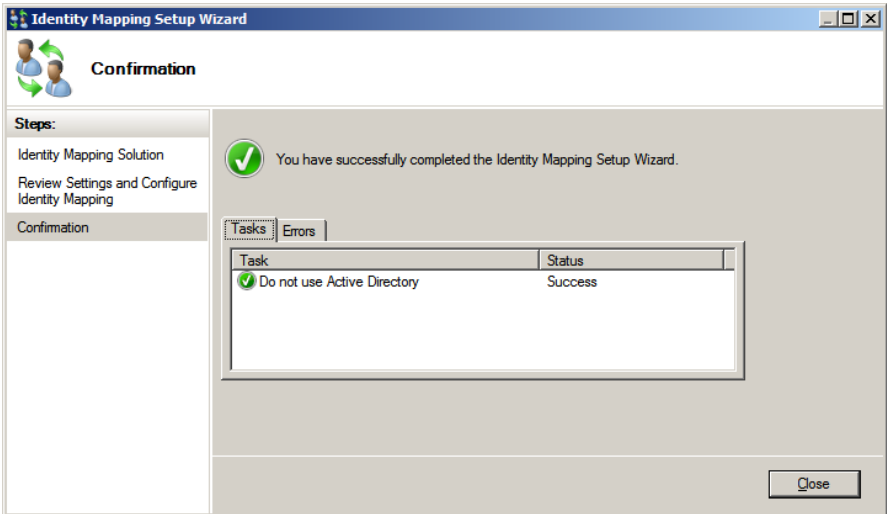 Identity Mapping Setup Wizard
Confirmation
Steps:
Identity Mapping Solution
Review Settings and Configure
Identity Mapping
Confirmation
You have successfully completed the Identity Mapping Setup Wizard.
Tasks Errors
Task Status
Do not use Active Directory Success
Close